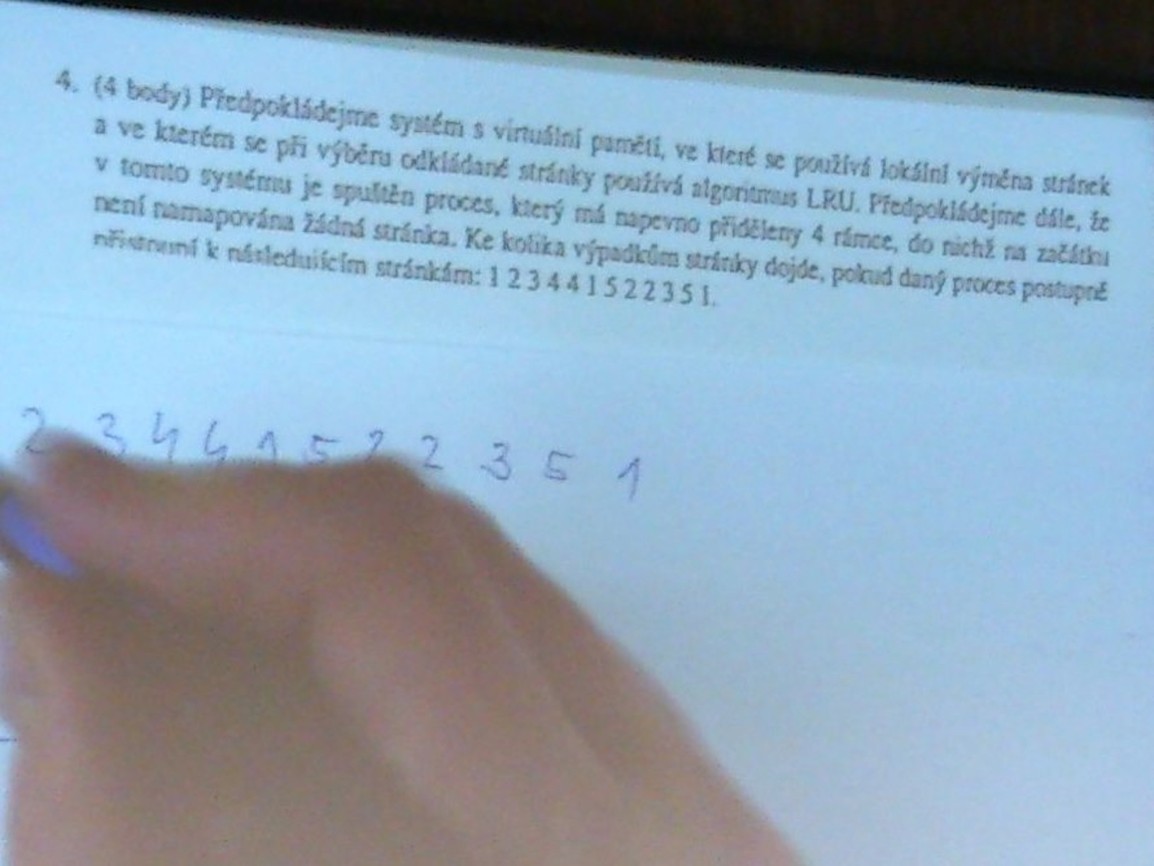 4. (4 body) Předpokládejme systém s virtuální pamětí, ve které se používá lokální výměna stránek
a ve kterém se při výběru odkládané stránky používá algoritmus LRU. Předpokládejme dále, že
v tomto systému je spuštěn proces, který má napevno přiděleny 4 rámce, do nichž na začátku
není namapována žádná stránka. Ke kolika výpadkům stránky dojde, pokud daný proces postupně
přistoupí k následujícím stránkám: 1 2 3 4 4 1 5 2 2 3 5 1.
2 3 4 4 1 5 2 2 3 5 1